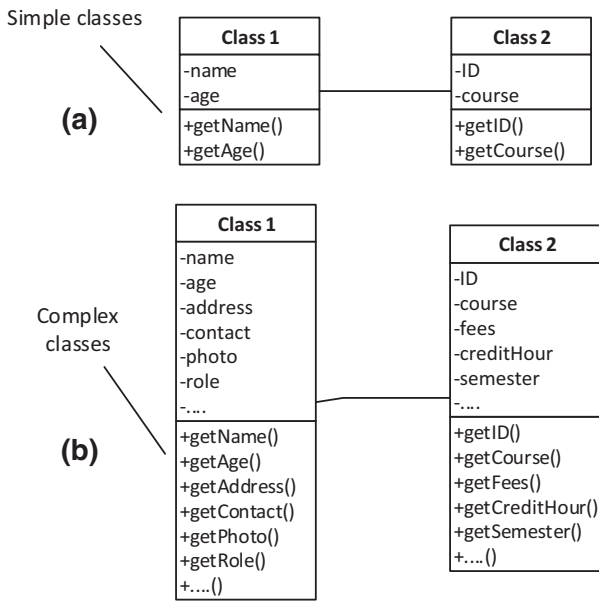 Simple classes
(a)
Class 1
-name
-age
+getName()
+getAge()
Class 2
-ID
-course
+getID()
+getCourse()
Complex
classes
(b)
Class 1
-name
-age
-address
-contact
-photo
-role
-....
+getName()
+getAge()
+getAddress()
+getContact()
+getPhoto()
+getRole()
+....()
Class 2
-ID
-course
-fees
-creditHour
-semester
-....
+getID()
+getCourse()
+getFees()
+getCreditHour()
+getSemester()
+....()